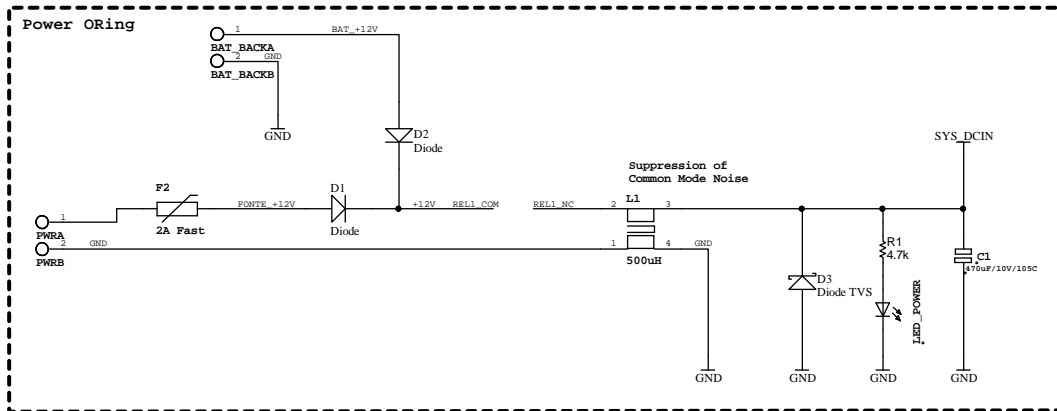 Power ORing
1
BAT_+12V
BAT_BACKA
2
GND
BAT_BACKB
GND
D2
Diode
SYS_DCIN
Suppression of
Common Mode Noise
F2
D1
L1
1
FONTE_+12V
+12V
REL1_COM
REL1_NC
2
3
PWRA
2A Fast
Diode
2
GND
1
4
GND
PWRB
500uH
R1
4.7k
C1
470uF/10V/105C
D3
Diode TVS
LED_POWER
GND
GND
GND
GND